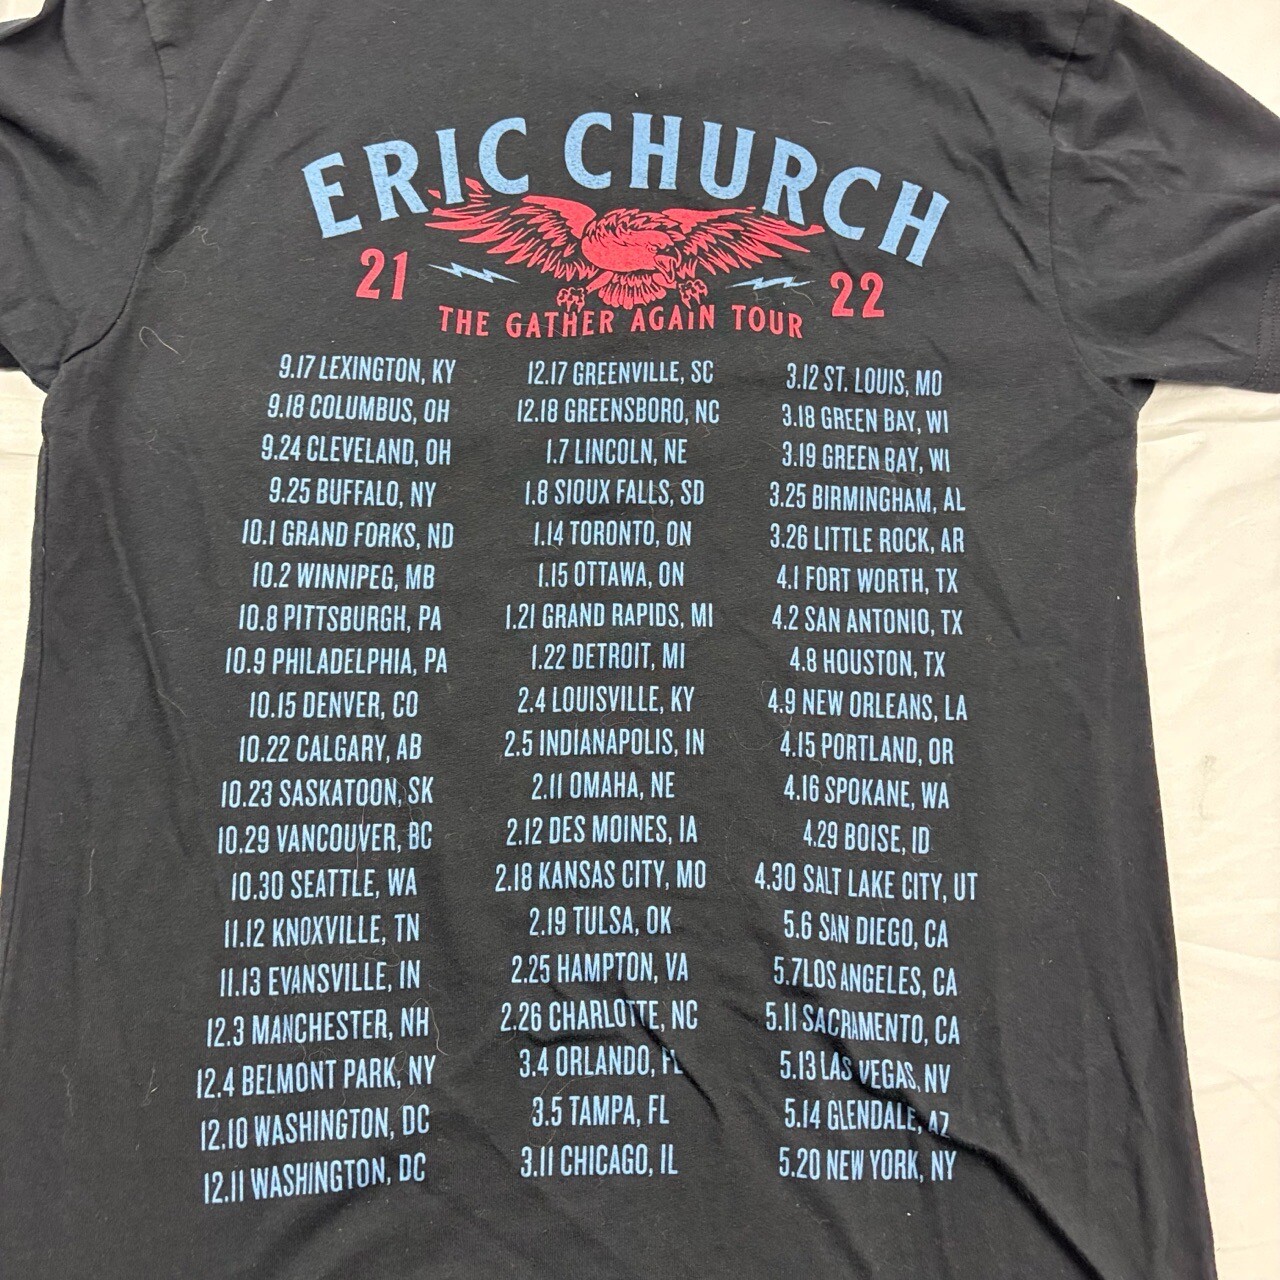 ERIC CHURCH
21 22
THE GATHER AGAIN TOUR
9.17 LEXINGTON, KY
9.18 COLUMBUS, OH
9.24 CLEVELAND, OH
9.25 BUFFALO, NY
10.1 GRAND FORKS, ND
10.2 WINNIPEG, MB
10.8 PITTSBURGH, PA
10.9 PHILADELPHIA, PA
10.15 DENVER, CO
10.22 CALGARY, AB
10.23 SASKATOON, SK
10.29 VANCOUVER, BC
10.30 SEATTLE, WA
11.12 KNOXVILLE, TN
11.13 EVANSVILLE, IN
12.3 MANCHESTER, NH
12.4 BELMONT PARK, NY
12.10 WASHINGTON, DC
12.11 WASHINGTON, DC
12.17 GREENVILLE, SC
12.18 GREENSBORO, NC
1.7 LINCOLN, NE
1.8 SIOUX FALLS, SD
1.14 TORONTO, ON
1.15 OTTAWA, ON
1.21 GRAND RAPIDS, MI
1.22 DETROIT, MI
2.4 LOUISVILLE, KY
2.5 INDIANAPOLIS, IN
2.11 OMAHA, NE
2.12 DES MOINES, IA
2.18 KANSAS CITY, MO
2.19 TULSA, OK
2.25 HAMPTON, VA
2.26 CHARLOTTE, NC
3.4 ORLANDO, FL
3.5 TAMPA, FL
3.11 CHICAGO, IL
3.12 ST. LOUIS, MO
3.18 GREEN BAY, WI
3.19 GREEN BAY, WI
3.25 BIRMINGHAM, AL
3.26 LITTLE ROCK, AR
4.1 FORT WORTH, TX
4.2 SAN ANTONIO, TX
4.8 HOUSTON, TX
4.9 NEW ORLEANS, LA
4.15 PORTLAND, OR
4.16 SPOKANE, WA
4.29 BOISE, ID
4.30 SALT LAKE CITY, UT
5.6 SAN DIEGO, CA
5.7 LOS ANGELES, CA
5.11 SACRAMENTO, CA
5.13 LAS VEGAS, NV
5.14 GLENDALE, AZ
5.20 NEW YORK, NY